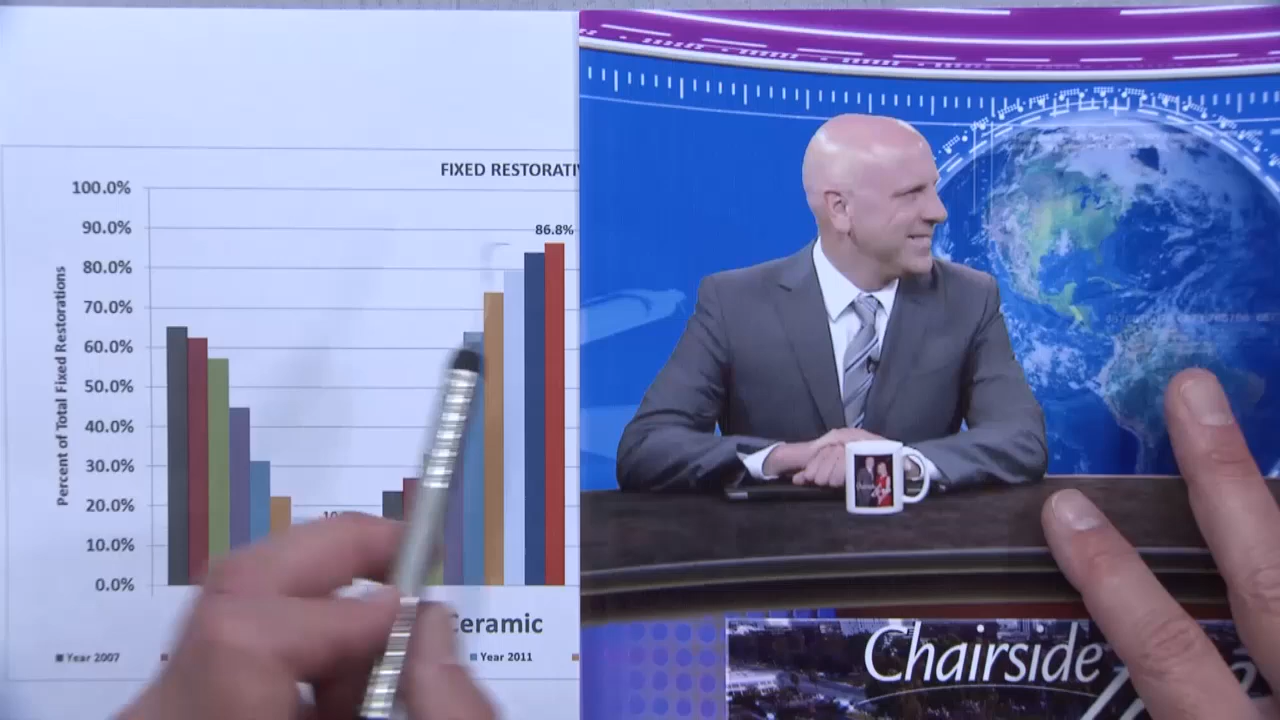 FIXED RESTORATI
100.0%
90.0%
80.0%
70.0%
60.0%
50.0%
40.0%
30.0%
20.0%
10.0%
0.0%
Percent of Total Fixed Restorations
86.8%
Ceramic
Year 2007
Year 2011
Chairside